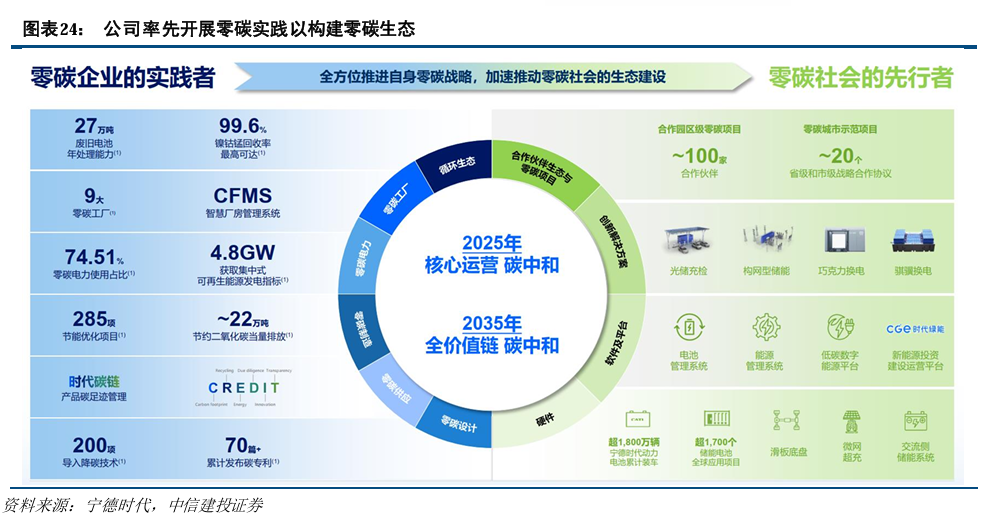 图表24： 公司率先开展零碳实践以构建零碳生态
零碳企业的实践者
全方位推进自身零碳战略，加速推动零碳社会的生态建设
零碳社会的先行者
27万吨
废旧电池
年处理能力(1)
99.6%
镍钴锰回收率
最高可达(1)
9大
零碳工厂(1)
CFMS
智慧厂房管理系统
74.51%
零碳电力使用占比(1)
4.8GW
获取集中式
可再生能源发电指标(1)
285项
节能优化项目(1)
~22万吨
节约二氧化碳当量排放(1)
时代碳链
产品碳足迹管理
Recycling Due diligence Transparency
CREDIT
Carbon footprint Energy Innovation
200项
导入降碳技术(1)
70篇+
累计发布碳专利(1)
循环生态
零碳工厂
零碳电力
零碳制造
零碳供应
零碳设计
合作伙伴生态与
零碳项目
创新解决方案
软件及平台
硬件
2025年
核心运营 碳中和
2035年
全价值链 碳中和
合作园区级零碳项目
~100家
合作伙伴
零碳城市示范项目
~20个
省级和市级战略合作协议
光储充检
构网型储能
巧克力换电
骐骥换电
电池
管理系统
能源
管理系统
低碳数字
能源平台
CGE 时代绿能
新能源投资
建设运营平台
超1,800万辆
宁德时代动力
电池累计装车
超1,700个
储能电池
全球应用项目
滑板底盘
微网
超充
交流侧
储能系统
资料来源：宁德时代，中信建投证券